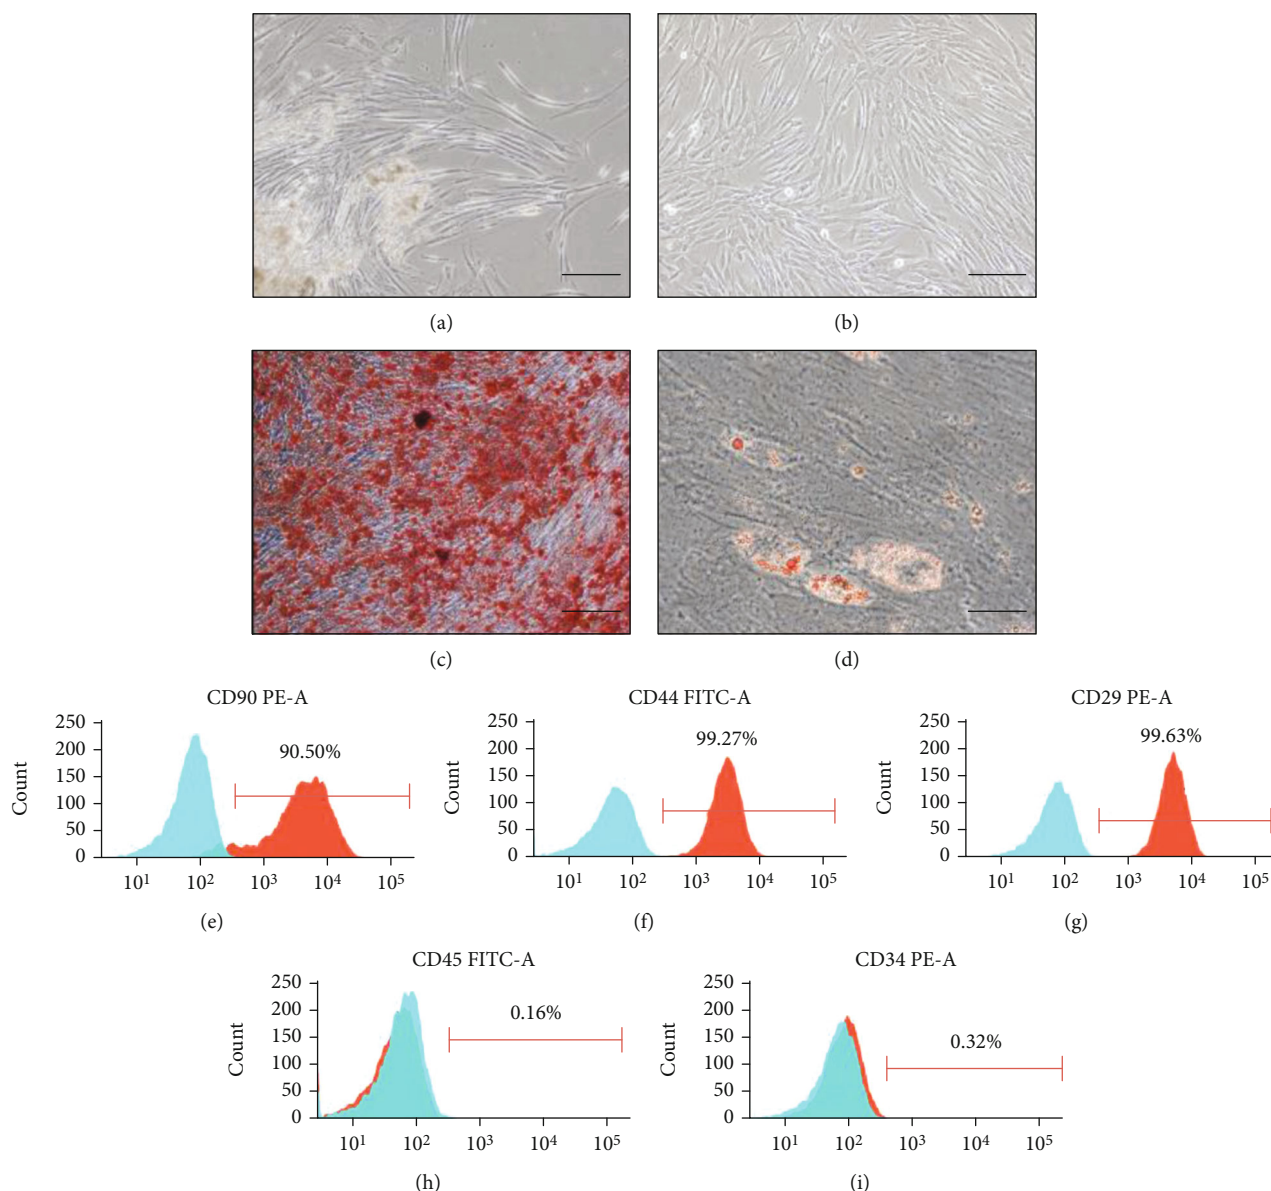 (a)
(b)
(c)
(d)
CD90 PE-A
250
200
150
100
50
0
Count
90.50%
10¹ 10² 10³ 10⁴ 10⁵
(e)
CD44 FITC-A
250
200
150
100
50
0
Count
99.27%
10¹ 10² 10³ 10⁴ 10⁵
(f)
CD29 PE-A
250
200
150
100
50
0
Count
99.63%
10¹ 10² 10³ 10⁴ 10⁵
(g)
CD45 FITC-A
250
200
150
100
50
0
Count
0.16%
10¹ 10² 10³ 10⁴ 10⁵
(h)
CD34 PE-A
250
200
150
100
50
0
Count
0.32%
10¹ 10² 10³ 10⁴ 10⁵
(i)